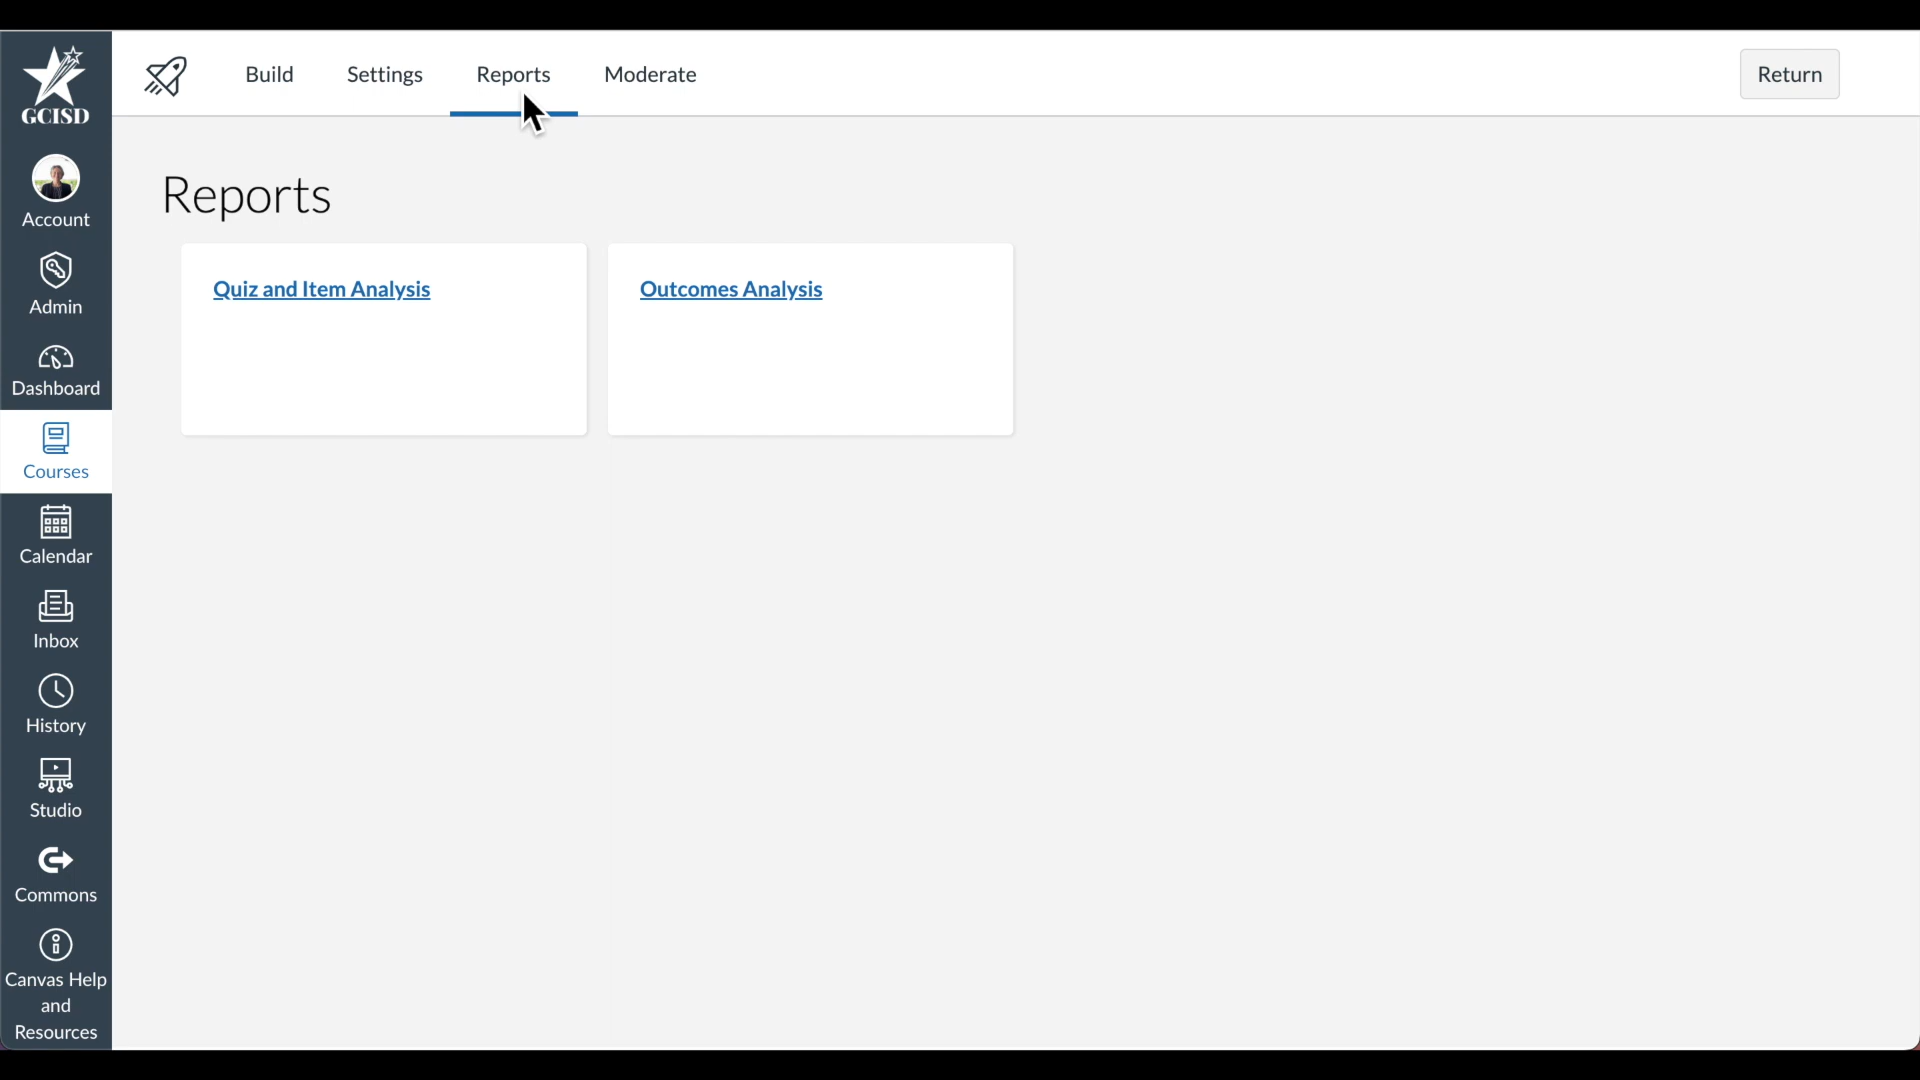 GCISD
Build
Settings
Reports
Moderate
Return
Account
Admin
Dashboard
Courses
Calendar
Inbox
History
Studio
Commons
Canvas Help
and
Resources
Reports
Quiz and Item Analysis
Outcomes Analysis